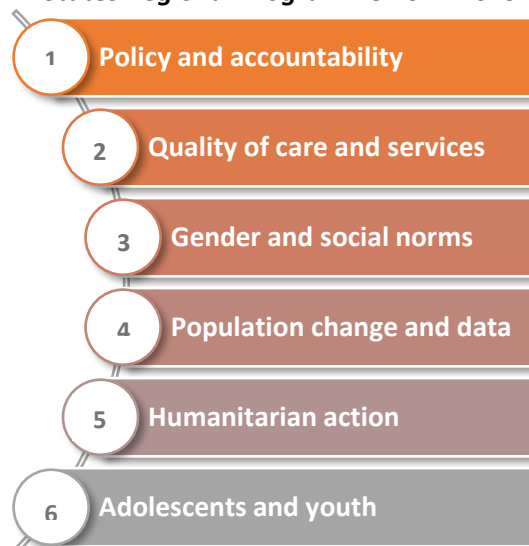 1 Policy and accountability
2 Quality of care and services
3 Gender and social norms
4 Population change and data
5 Humanitarian action
6 Adolescents and youth